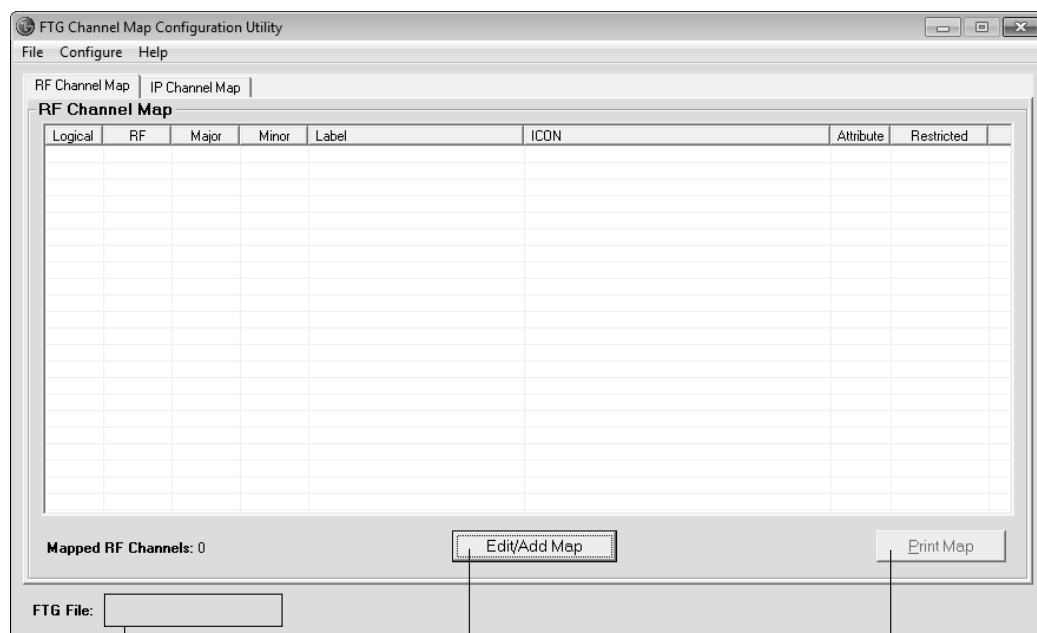 FTG Channel Map Configuration Utility
File Configure Help
RF Channel Map IP Channel Map
RF Channel Map
Logical RF Major Minor Label ICON Attribute Restricted
Mapped RF Channels: 0 Edit/Add Map Print Map
FTG File: